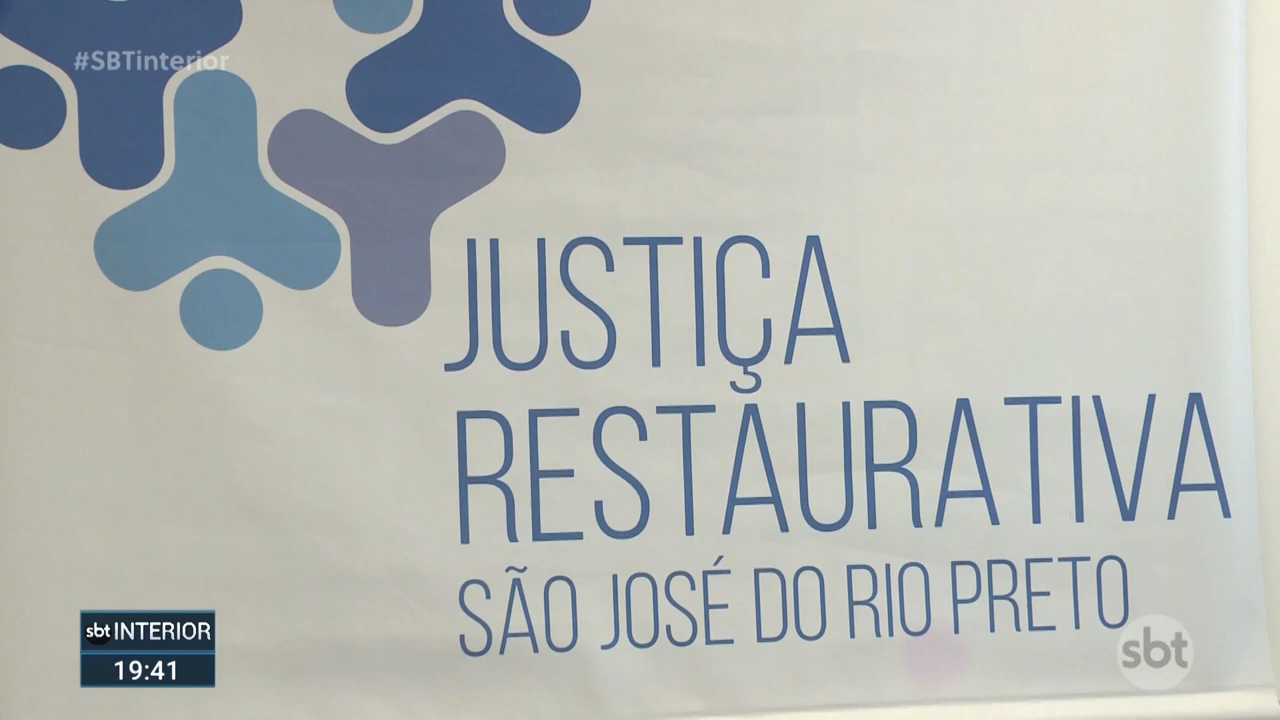 #SBTinterior
JUSTIÇA
RESTAURATIVA
SÃO JOSÉ DO RIO PRETO
sbt INTERIOR
19:41
sbt